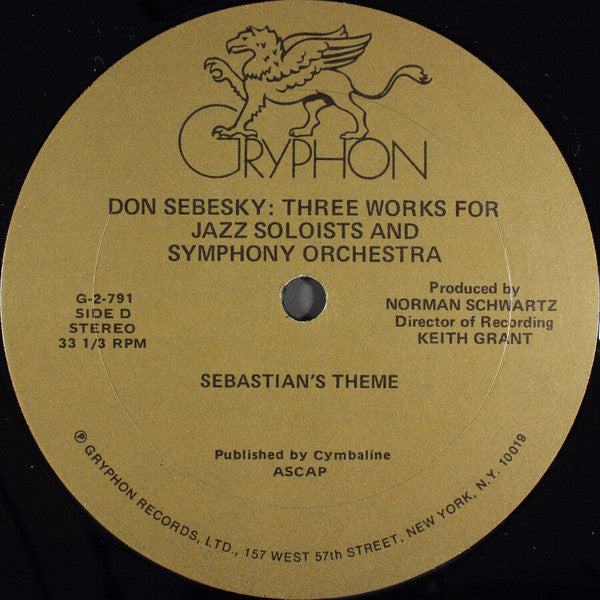 GRYPHON
DON SEBESKY: THREE WORKS FOR
JAZZ SOLOISTS AND
SYMPHONY ORCHESTRA
G-2-791
SIDE D
STEREO
33 1/3 RPM
Produced by
NORMAN SCHWARTZ
Director of Recording
KEITH GRANT
SEBASTIAN'S THEME
Published by Cymbaline
ASCAP
Ⓟ GRYPHON RECORDS, LTD., 157 WEST 57th STREET, NEW YORK, N.Y. 10019